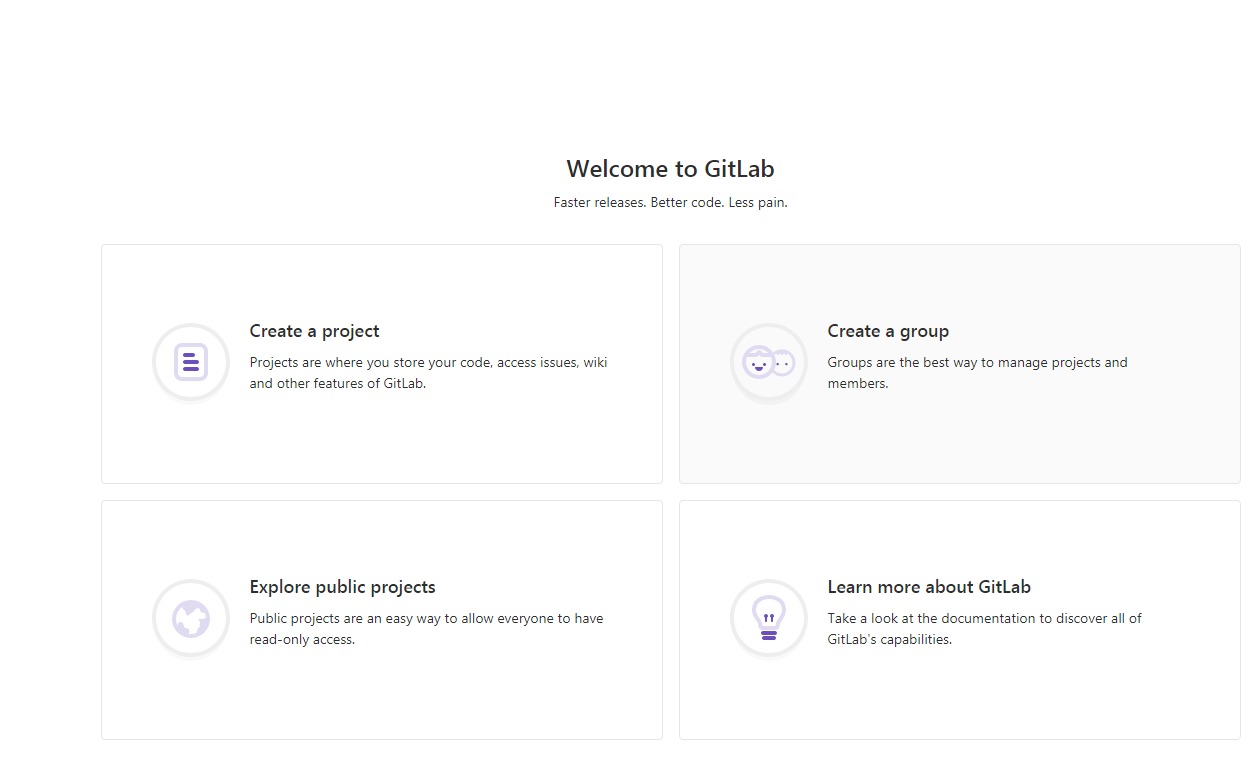 Welcome to GitLab
Faster releases. Better code. Less pain.
Create a project
Projects are where you store your code, access issues, wiki
and other features of GitLab.
Create a group
Groups are the best way to manage projects and
members.
Explore public projects
Public projects are an easy way to allow everyone to have
read-only access.
Learn more about GitLab
Take a look at the documentation to discover all of
GitLab's capabilities.